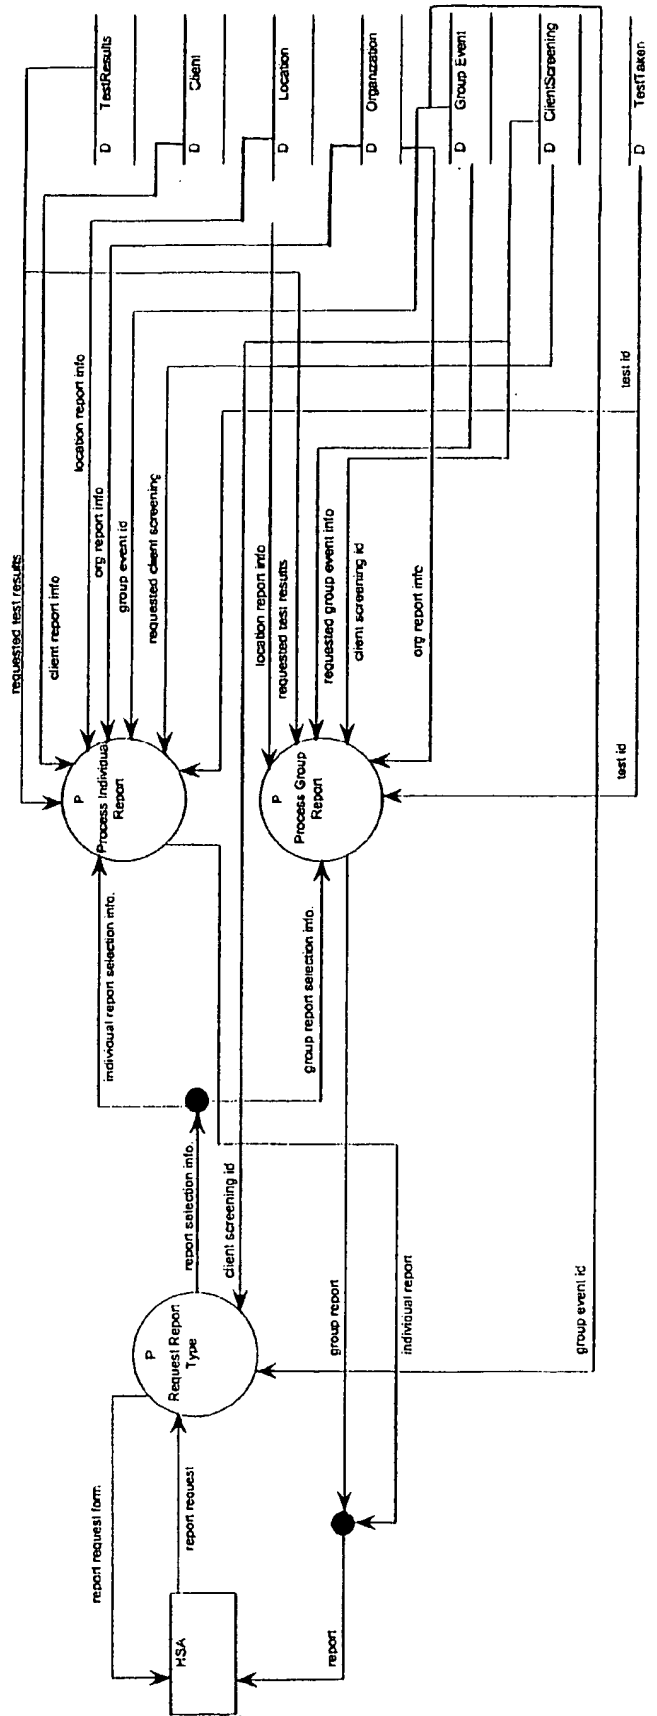 HSA
report request form.
report request
report
P
Request Report
Type
report selection info.
client screening id
group report
individual report
group event id
individual report selection info.
group report selection info.
P
Process Individual
Report
P
Process Group
Report
requested test results
client report info
location report info
org report info
group event id
requested client screening
location report info
requested test results
requested group event info
client screening id
org report info
test id
test id
D TestResults
D Client
D Location
D Organization
D Group Event
D ClientScreening
D TestTaken